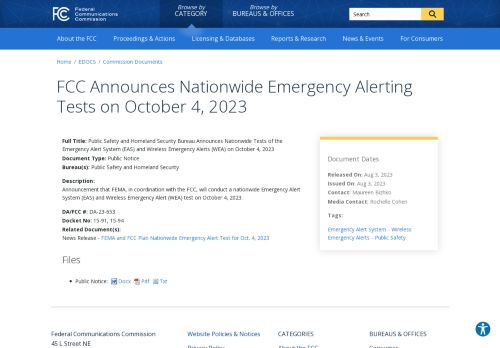 FCC
Federal
Communications
Commission
Browse by
CATEGORY
Browse by
BUREAUS & OFFICES
Search
About the FCC
Proceedings & Actions
Licensing & Databases
Reports & Research
News & Events
For Consumers
Home / EDOCS / Commission Documents
FCC Announces Nationwide Emergency Alerting
Tests on October 4, 2023
Full Title: Public Safety and Homeland Security Bureau Announces Nationwide Tests of the
Emergency Alert System (EAS) and Wireless Emergency Alerts (WEA) on October 4, 2023
Document Type: Public Notice
Bureau(s): Public Safety and Homeland Security
Description:
Announcement that FEMA, in coordination with the FCC, will conduct a nationwide Emergency Alert
system (EAS) and Wireless Emergency Alert (WEA) test on October 4, 2023
DA/FCC #: DA-23-653
Docket No: 15-91, 15-94
Related Document(s):
News Release - FEMA and FCC Plan Nationwide Emergency Alert Test for Oct. 4, 2023
Files
Public Notice: Docx Pdf Txt
Document Dates
Released On: Aug 3, 2023
Issued On: Aug 3, 2023
Contact: Maureen Bizhko
Media Contact: Rochelle Cohen
Tags:
Emergency Alert System - Wireless
Emergency Alerts - Public Safety
Federal Communications Commission
45 L Street NE
Website Policies & Notices
Privacy Policy
CATEGORIES
About the FCC
BUREAUS & OFFICES
Consumer